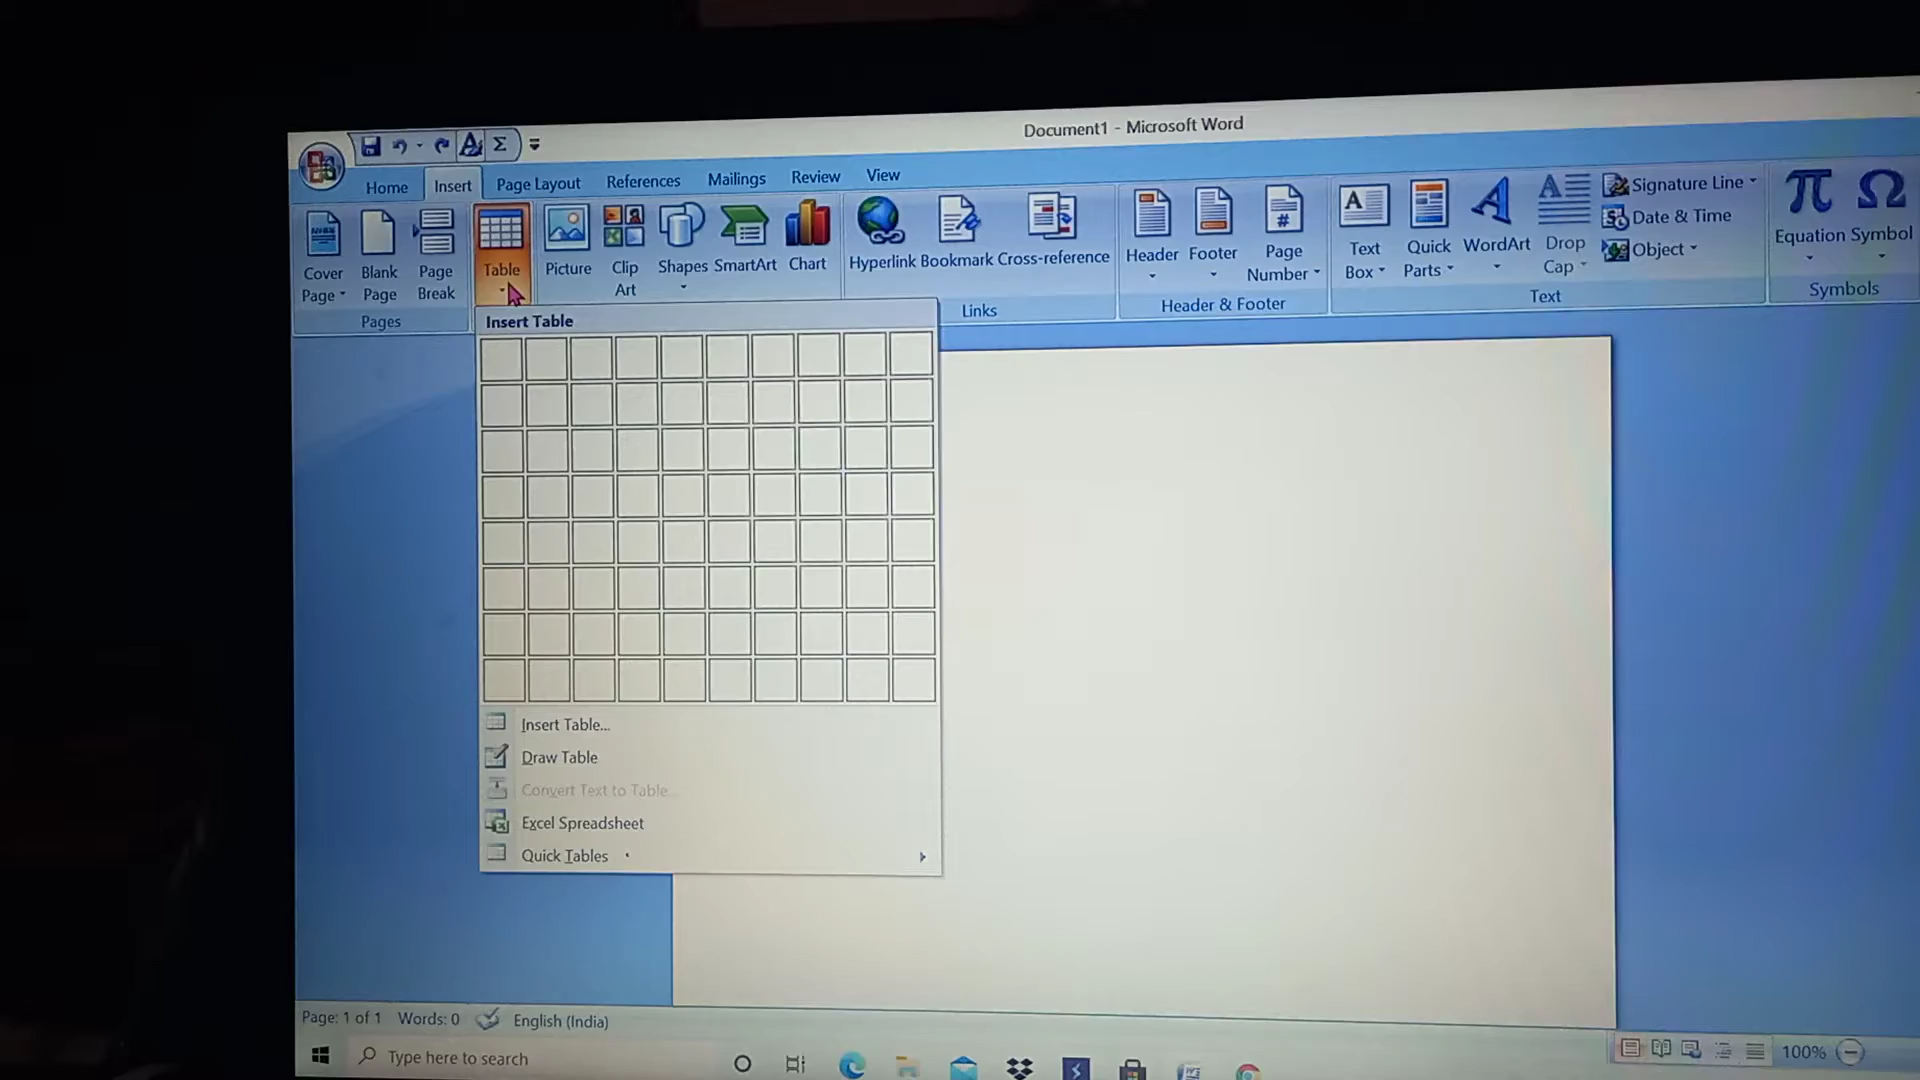 Document1 - Microsoft Word
Home Insert Page Layout References Mailings Review View
Cover Page
Blank Page
Page Break
Pages
Table
Picture
Clip Art
Shapes
SmartArt
Chart
Hyperlink
Bookmark
Cross-reference
Links
Header
Footer
Page Number
Header & Footer
Text Box
Quick Parts
WordArt
Drop Cap
Signature Line
Date & Time
Object
Text
Equation
Symbol
Symbols
Insert Table
Insert Table...
Draw Table
Convert Text to Table...
Excel Spreadsheet
Quick Tables
Page: 1 of 1 Words: 0 English (India)
100%
Type here to search